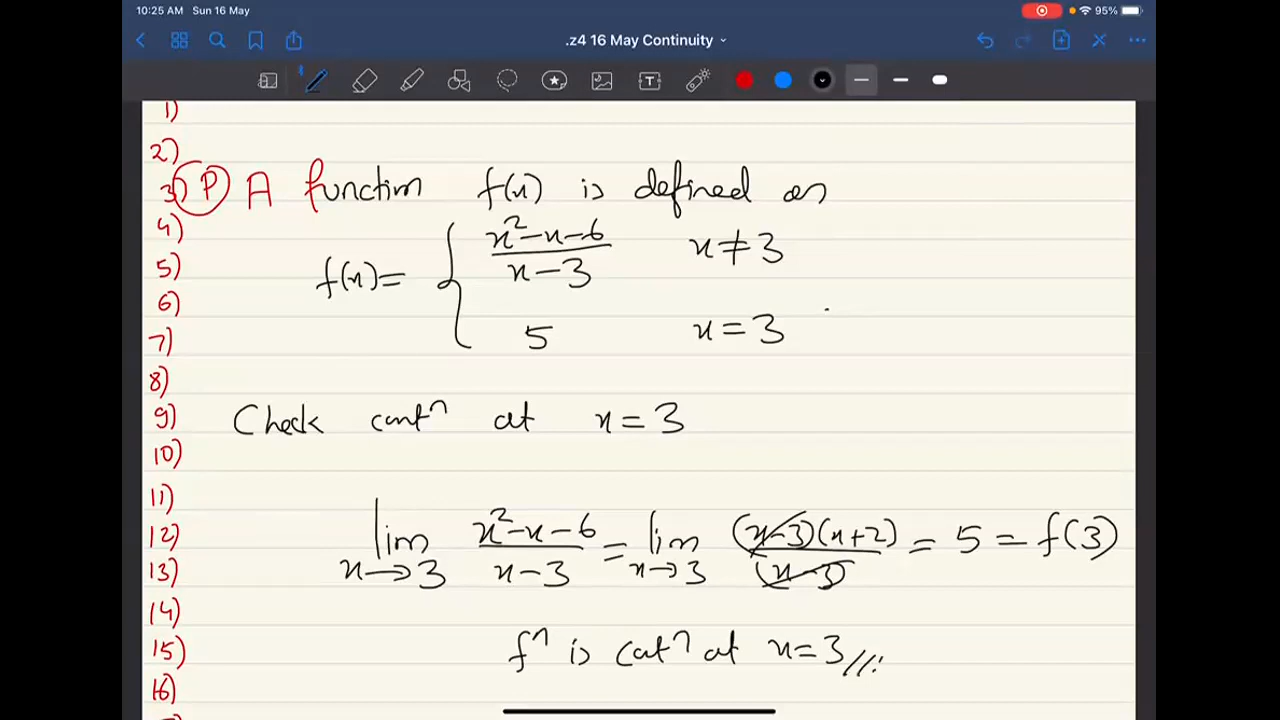 10:25 AM Sun 16 May 95%
.z4 16 May Continuity
1)
2)
3) (P) A function f(x) is defined as
4) x²-x-6 x≠3
5) f(x)= { x-3
6)
7) 5 x=3
8)
9) Check contⁿ at x=3
10)
11)
12) lim x²-x-6 = lim (x-3)(x+2) = 5 = f(3)
13) x→3 x-3 x→3 (x-3)
14)
15) fⁿ is catⁿ at x=3//
16)